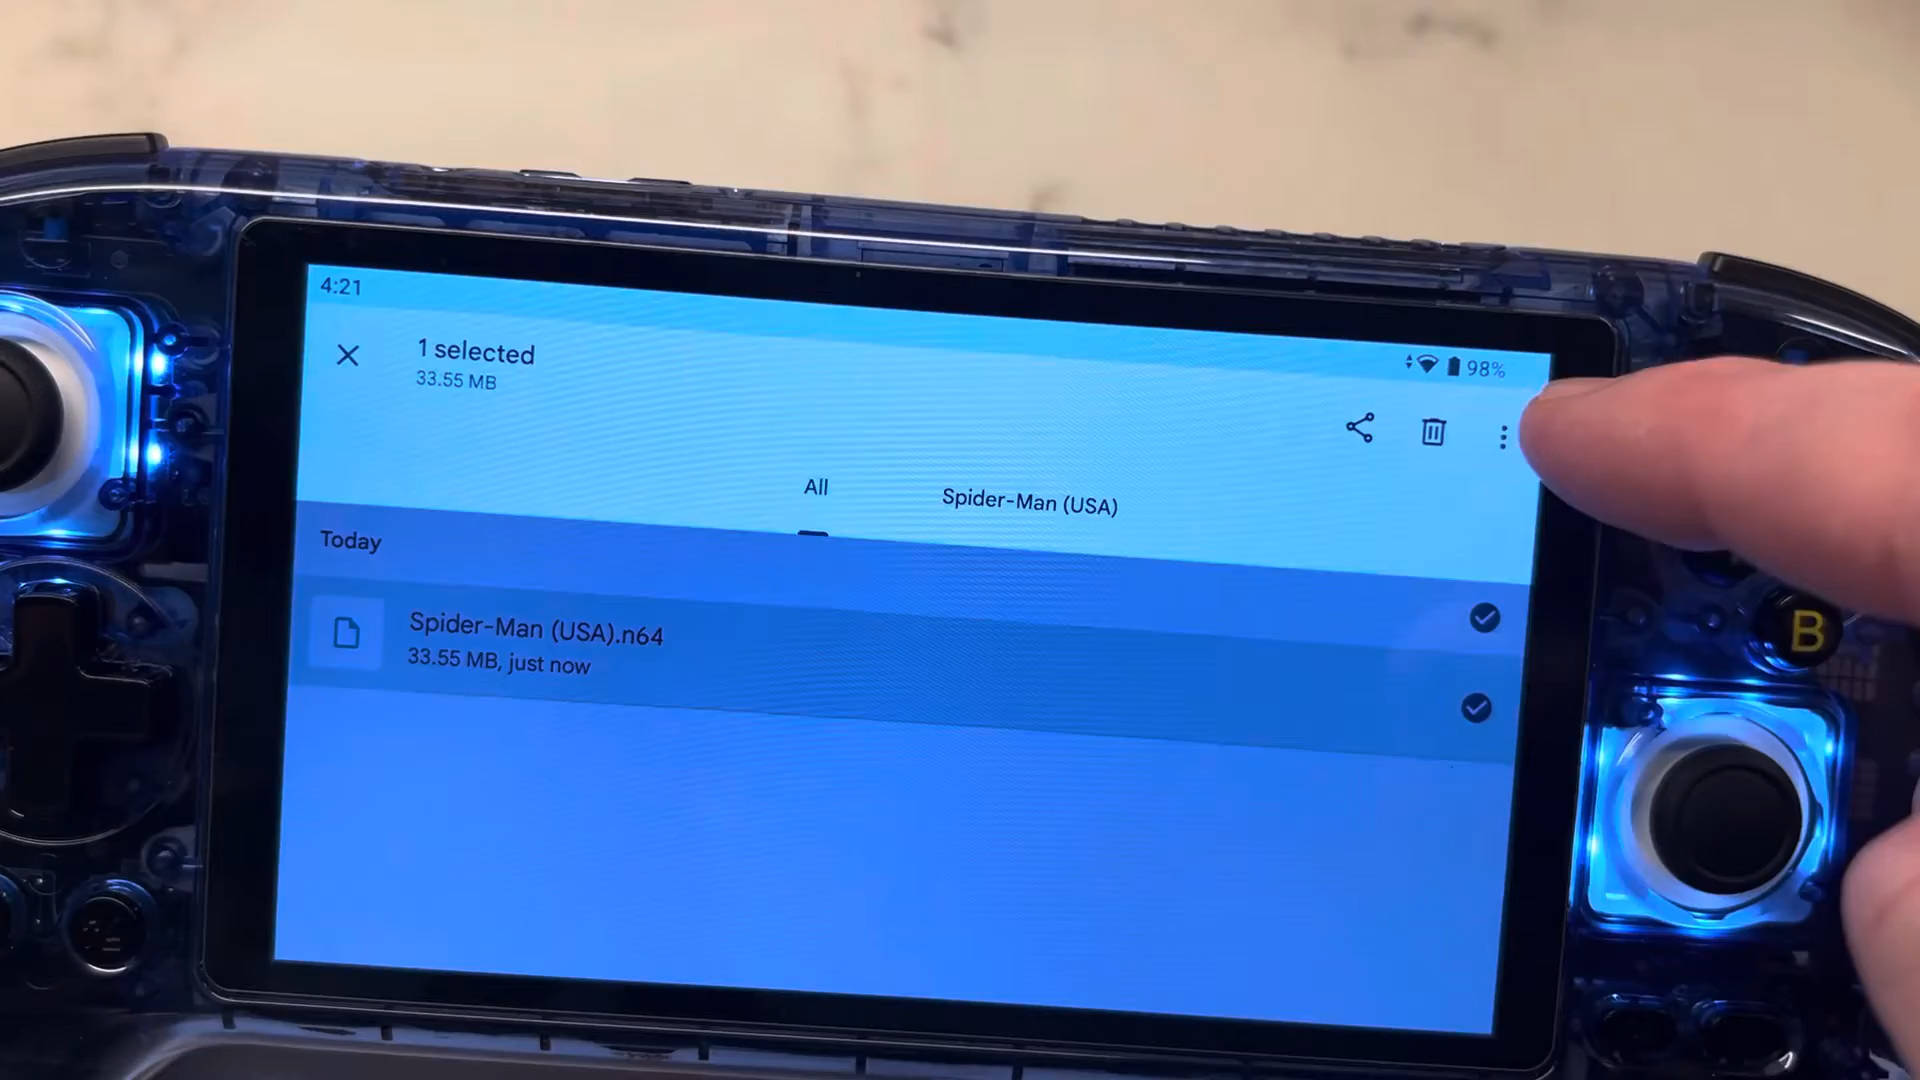 4:21
98%
1 selected
33.55 MB
All
Spider-Man (USA)
Today
Spider-Man (USA).n64
33.55 MB, just now
B